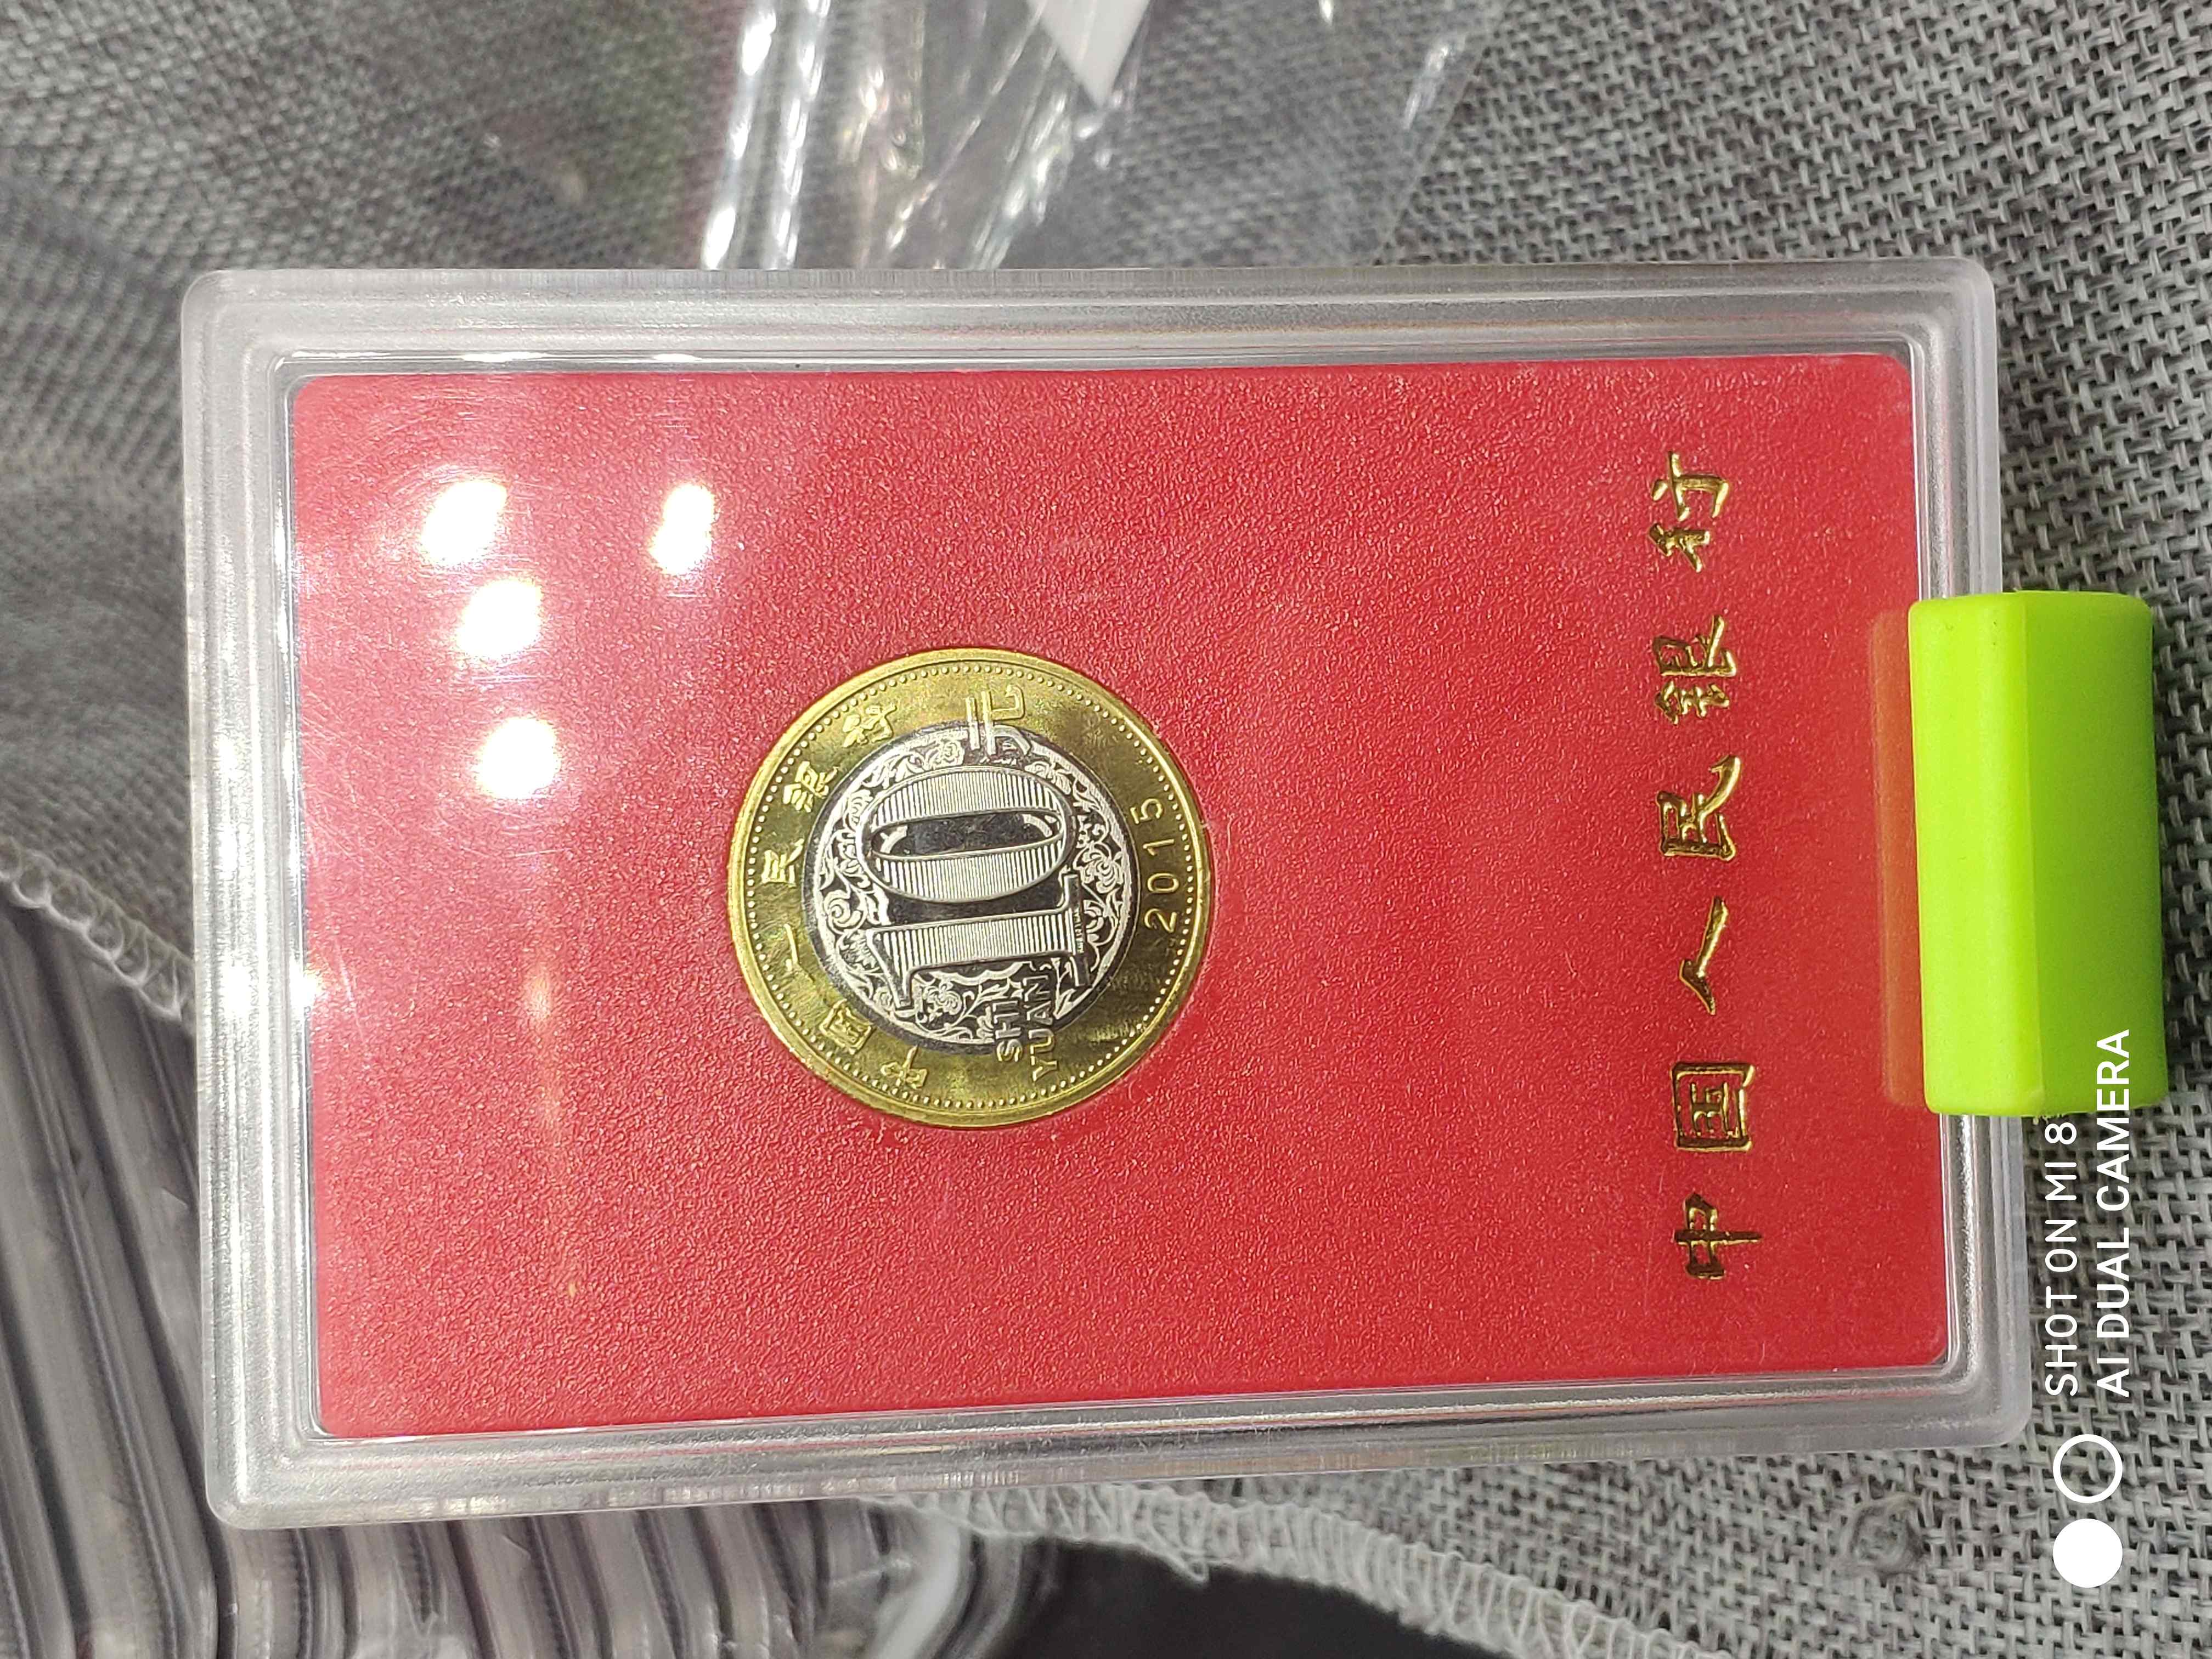 中国人民银行
10元
SHI
YUAN
2015
中国人民银行
SHOT ON MI 8
AI DUAL CAMERA